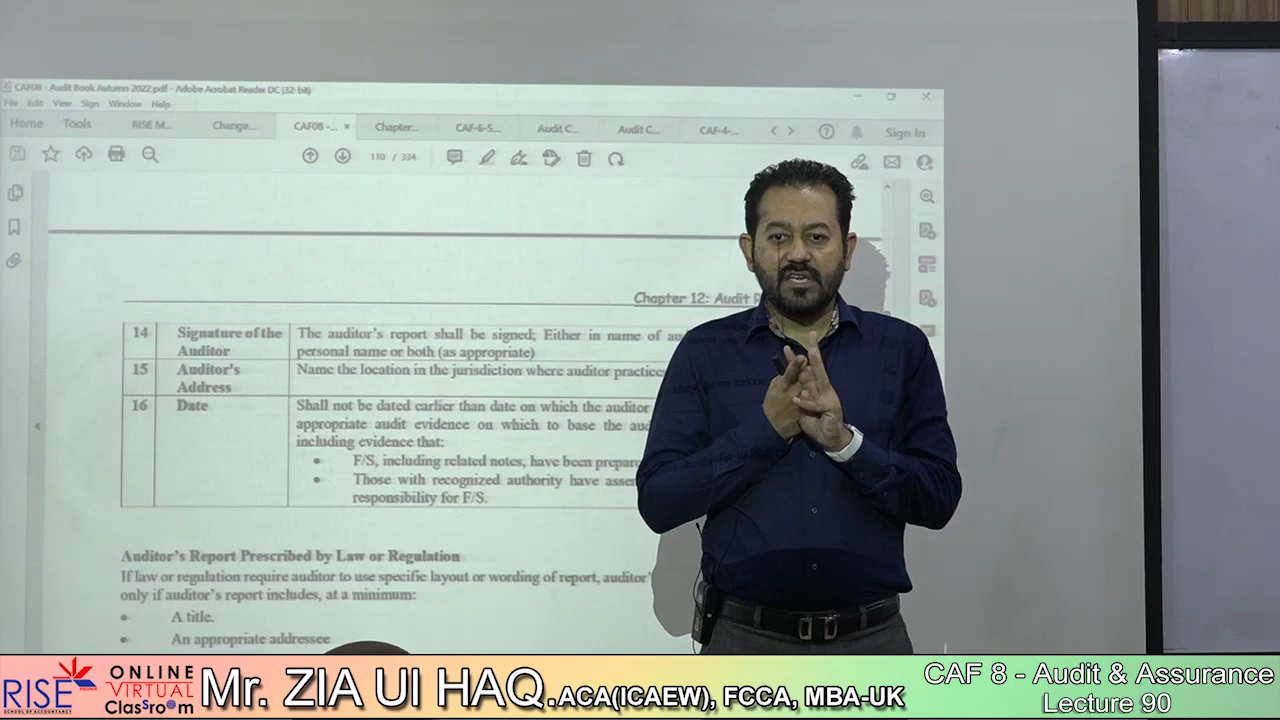 CAF08 - Audit Book Autumn 2022.pdf - Adobe Acrobat Reader DC (32-bit)
File Edit View Sign Window Help
Home Tools RISE M... Change... CAF08 -... × Chapter... CAF-6-5... Audit C... Audit C... CAF-4-... Sign In
110 / 334
Chapter 12: Audit
14 Signature of the Auditor The auditor's report shall be signed; Either in name of
personal name or both (as appropriate)
15 Auditor's Address Name the location in the jurisdiction where auditor
16 Date Shall not be dated earlier than date on which the auditor
appropriate audit evidence on which to base the
including evidence that:
• F/S, including related notes, have been
• Those with recognized authority have
responsibility for F/S.
Auditor's Report Prescribed by Law or Regulation
If law or regulation require auditor to use specific layout or wording of report,
only if auditor's report includes, at a minimum:
• A title.
• An appropriate addressee
RISE
SCHOOL OF ACCOUNTANCY
ONLINE
VIRTUAL
ClasSroom
Mr. ZIA Ul HAQ. ACA(ICAEW), FCCA, MBA-UK
CAF 8 - Audit & Assurance
Lecture 90